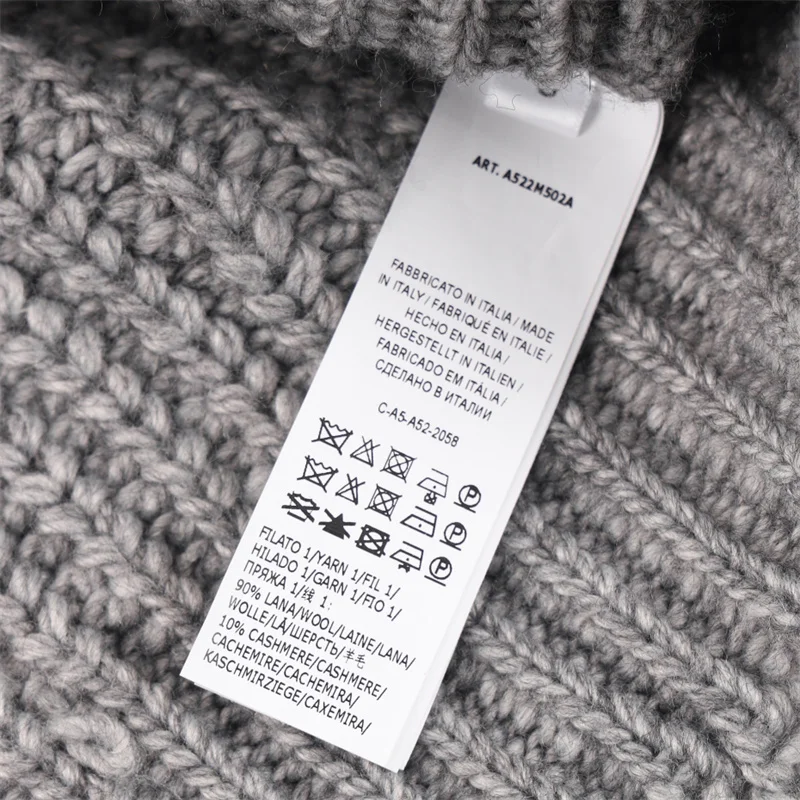 ART. A522M502A
FABBRICATO IN ITALIA / MADE
IN ITALY / FABRIQUÉ EN ITALIE /
HECHO EN ITALIA /
HERGESTELLT IN ITALIEN /
FABRICADO EM ITÁLIA /
СДЕЛАНО В ИТАЛИИ
C-A5-A52-2058
FILATO 1/YARN 1/FIL 1/
HILADO 1/GARN 1/FIO 1/
ПРЯЖА 1/线 1:
90% LANA/WOOL/LAINE/LANA/
WOLLE/LÃ/ШЕРСТЬ/羊毛
10% CASHMERE/CASHMERE/
CACHEMIRE/CACHEMIRA/
KASCHMIRZIEGE/CAXEMIRA/